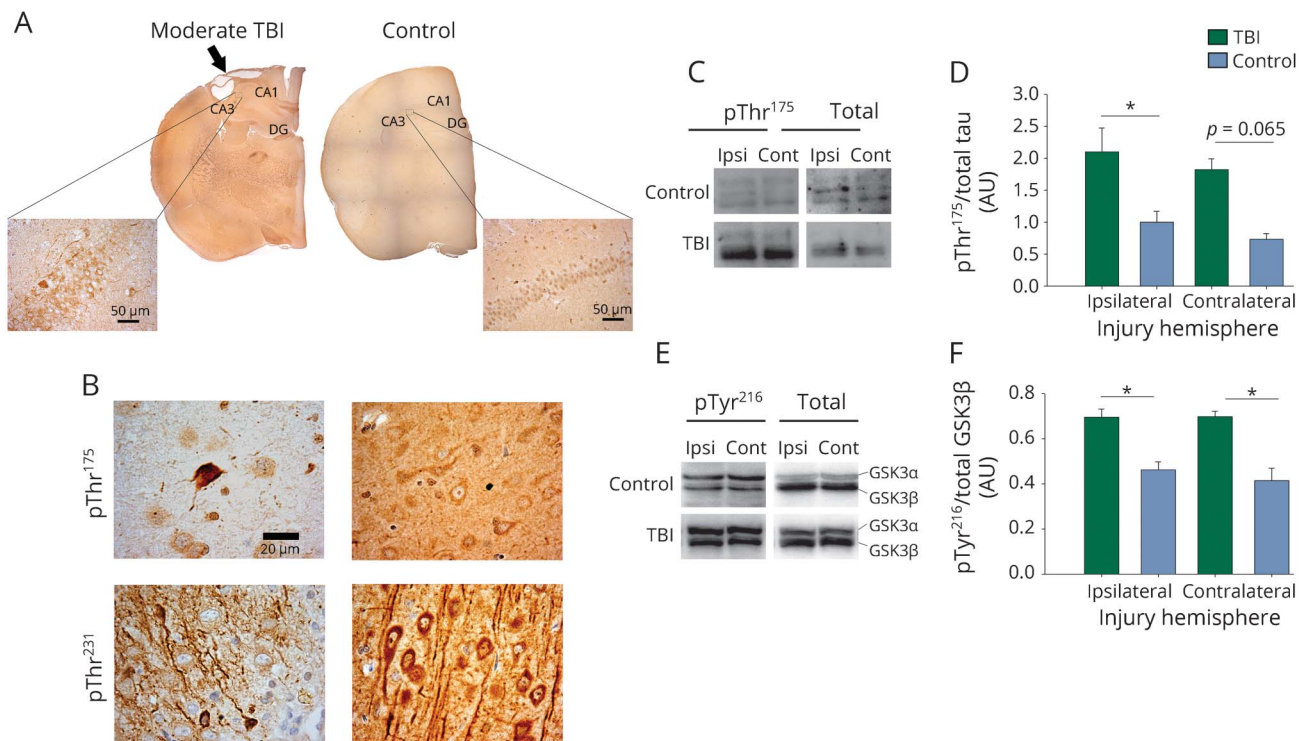 A
Moderate TBI
Control
CA1
CA3
DG
CA1
CA3
DG
50 µm
50 µm
B
pThr¹⁷⁵
20 µm
pThr²³¹
C
pThr¹⁷⁵ Total
Ipsi Cont Ipsi Cont
Control
TBI
TBI
Control
D
pThr¹⁷⁵/total tau
(AU)
3.0
2.5
2.0
1.5
1.0
0.5
0.0
*
p = 0.065
Ipsilateral Contralateral
Injury hemisphere
E
pTyr²¹⁶ Total
Ipsi Cont Ipsi Cont
Control
GSK3α
GSK3β
TBI
GSK3α
GSK3β
F
pTyr²¹⁶/total GSK3β
(AU)
0.8
0.6
0.4
0.2
0.0
*
*
Ipsilateral Contralateral
Injury hemisphere